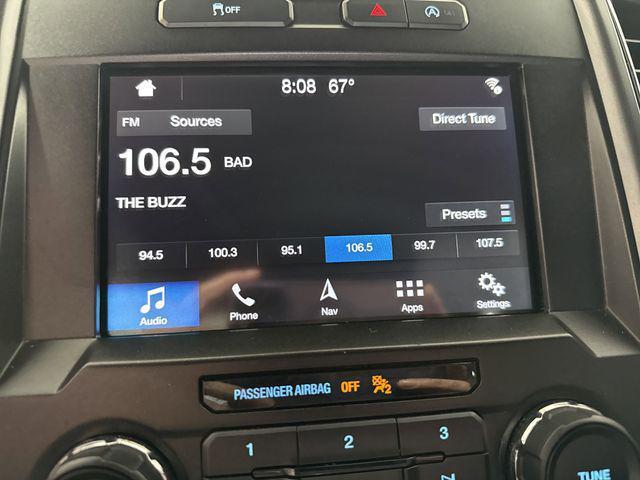 OFF
8:08 67°
FM Sources
Direct Tune
106.5 BAD
THE BUZZ
Presets
94.5 100.3 95.1 106.5 99.7 107.5
Audio Phone Nav Apps Settings
PASSENGER AIRBAG OFF 2
1 2 3
TUNE